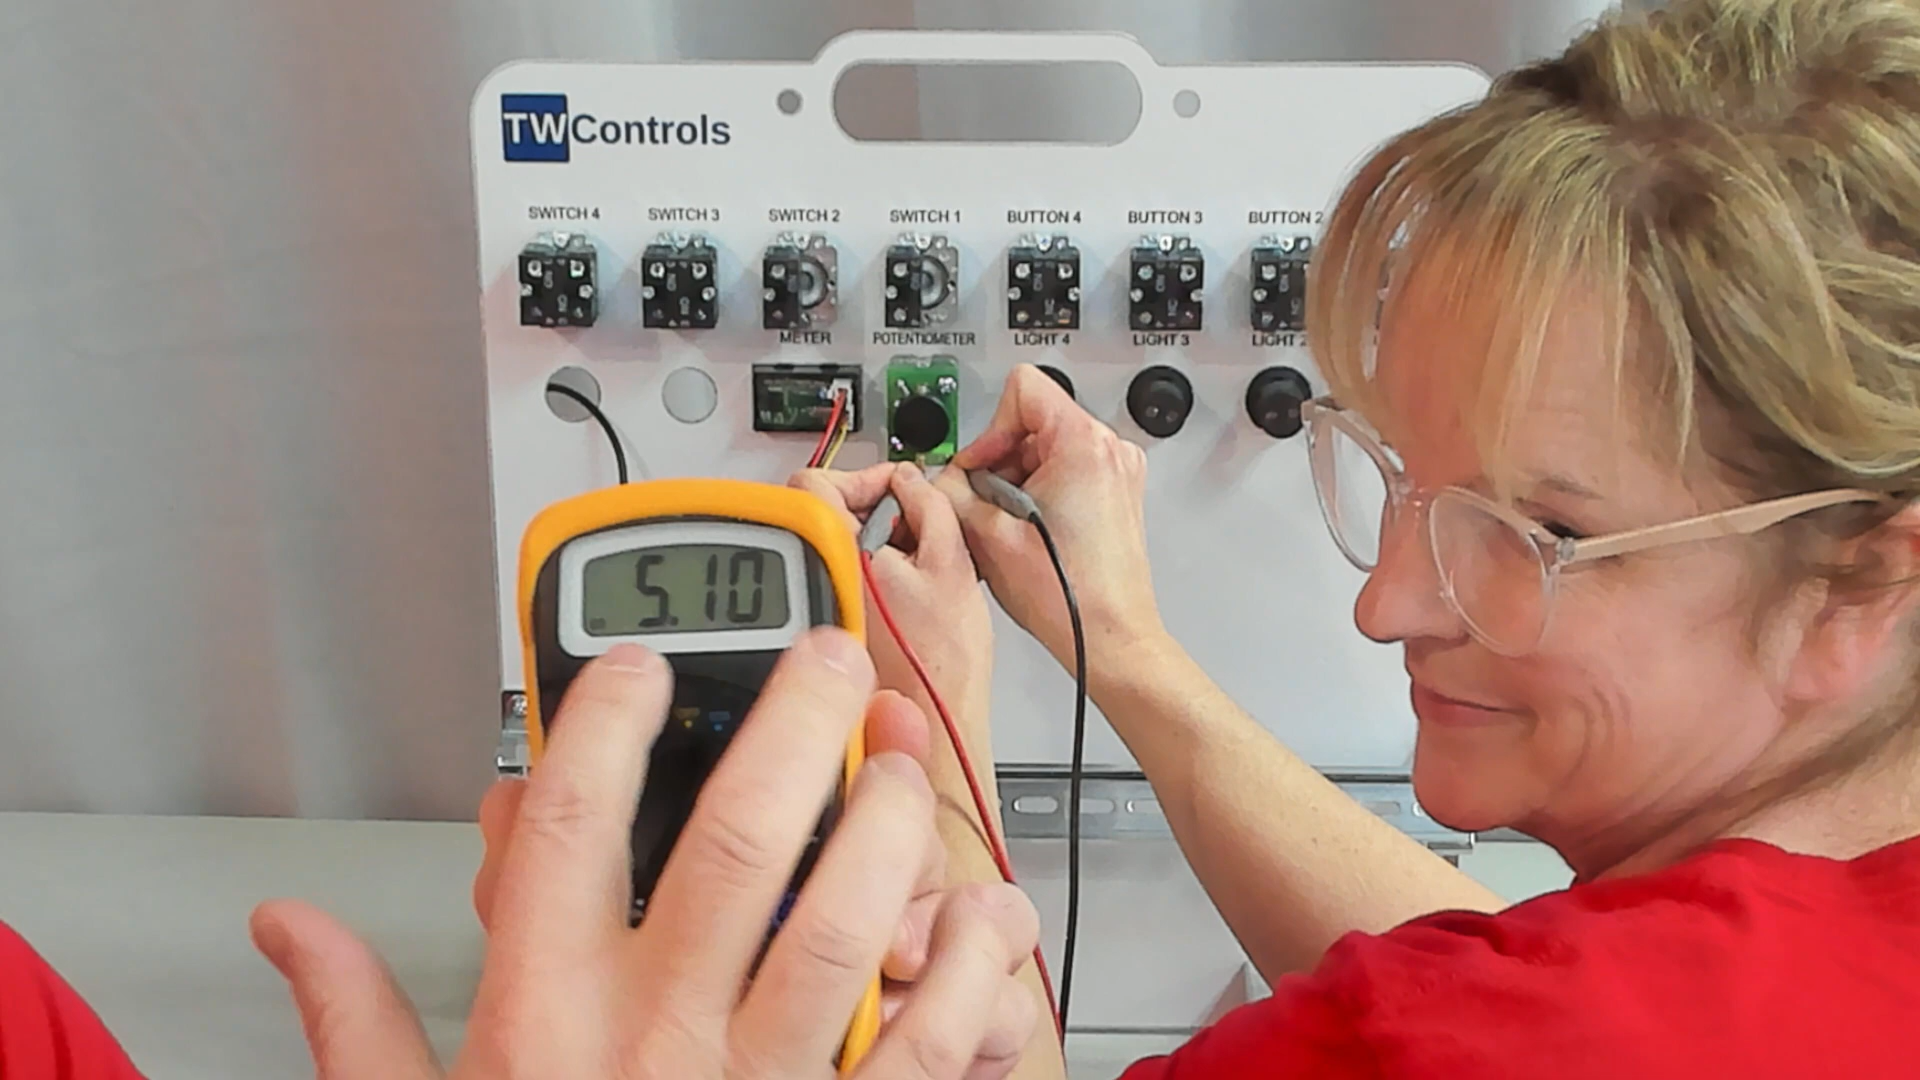 TWControls
SWITCH 4 SWITCH 3 SWITCH 2 SWITCH 1 BUTTON 4 BUTTON 3 BUTTON 2
METER POTENTIOMETER LIGHT 4 LIGHT 3 LIGHT
5.10